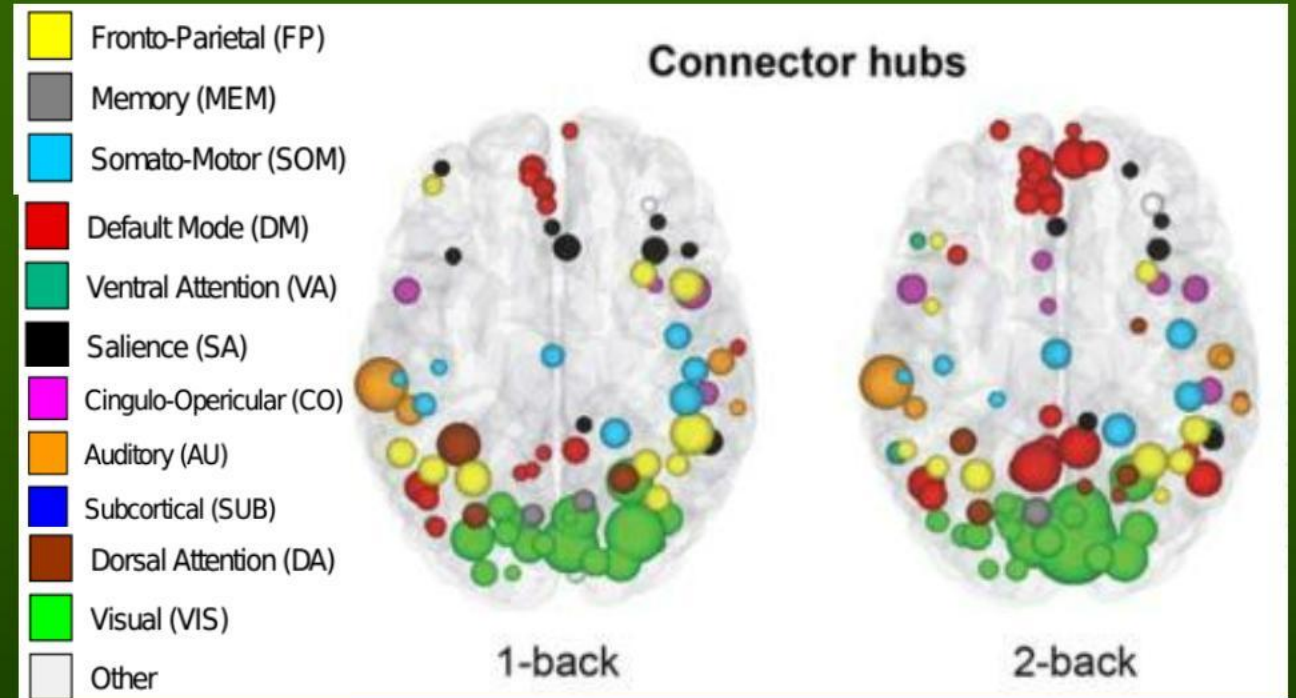 Fronto-Parietal (FP)
Memory (MEM)
Somato-Motor (SOM)
Default Mode (DM)
Ventral Attention (VA)
Salience (SA)
Cingulo-Opericular (CO)
Auditory (AU)
Subcortical (SUB)
Dorsal Attention (DA)
Visual (VIS)
Other
Connector hubs
1-back
2-back